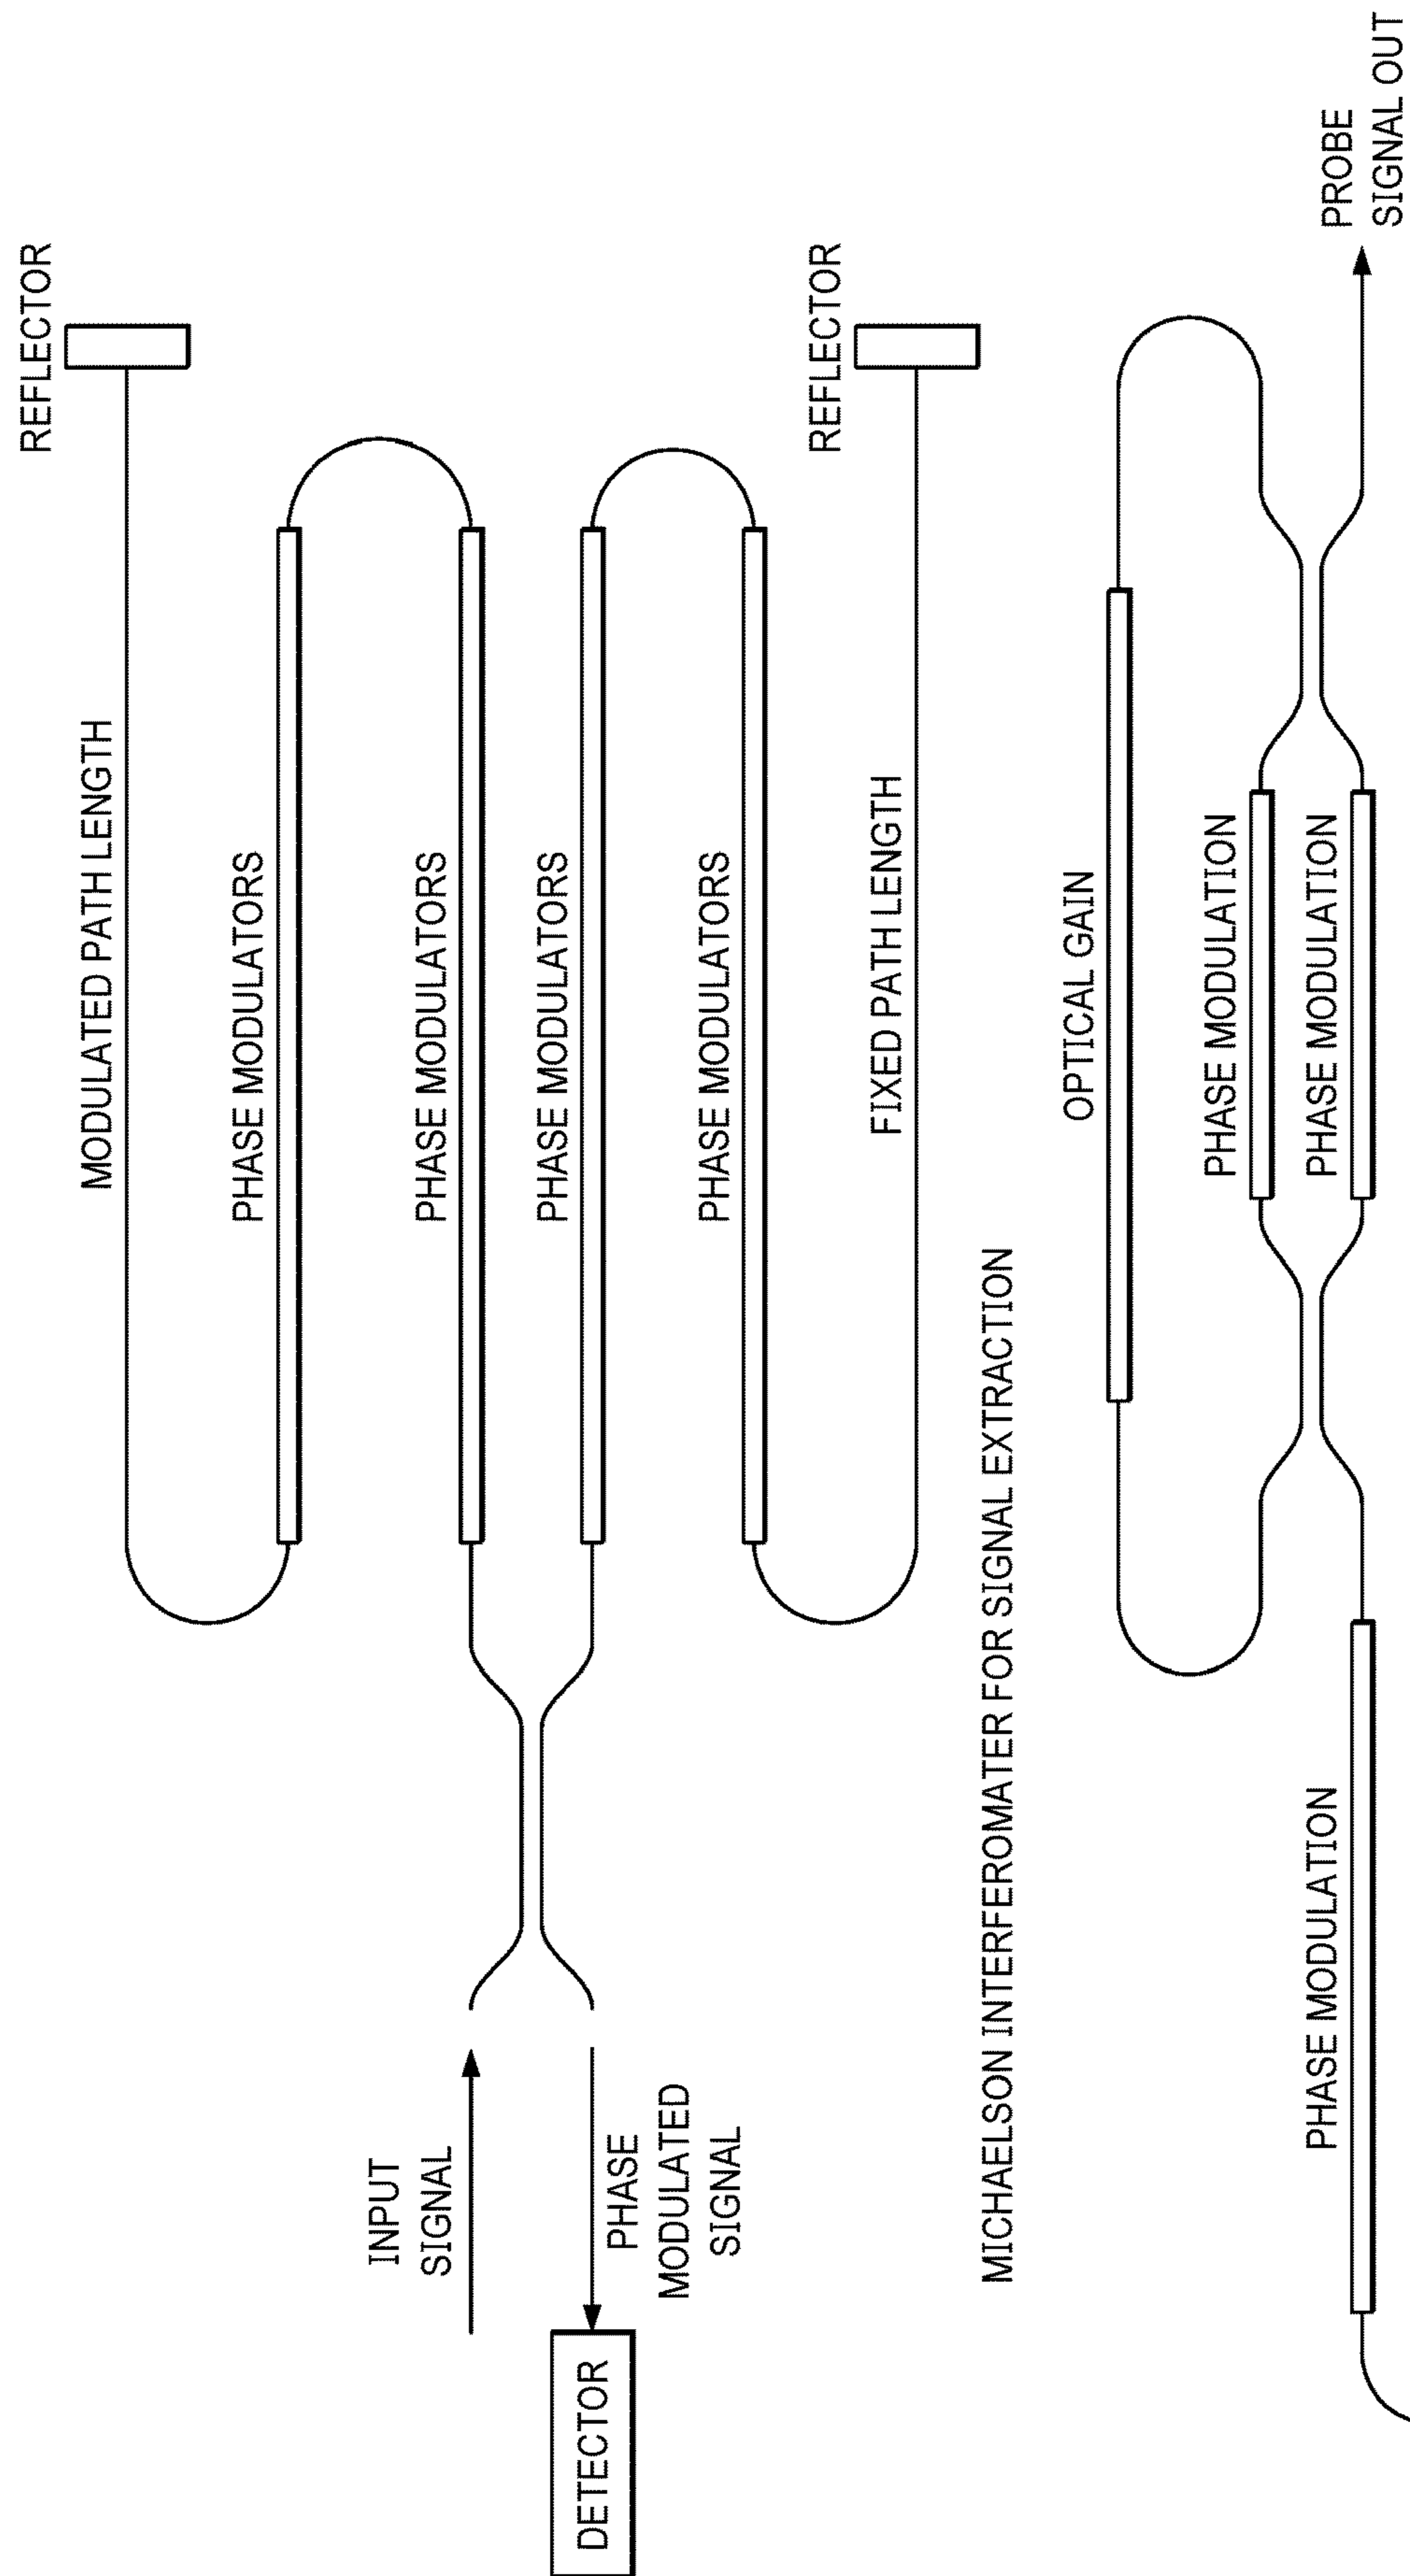 REFLECTOR
MODULATED PATH LENGTH
PHASE MODULATORS
INPUT
SIGNAL
PHASE MODULATORS
PHASE MODULATORS
DETECTOR
PHASE
MODULATED
SIGNAL
PHASE MODULATORS
REFLECTOR
FIXED PATH LENGTH
MICHAELSON INTERFEROMATER FOR SIGNAL EXTRACTION
OPTICAL GAIN
PHASE MODULATION
PHASE MODULATION
PHASE MODULATION
PROBE
SIGNAL OUT